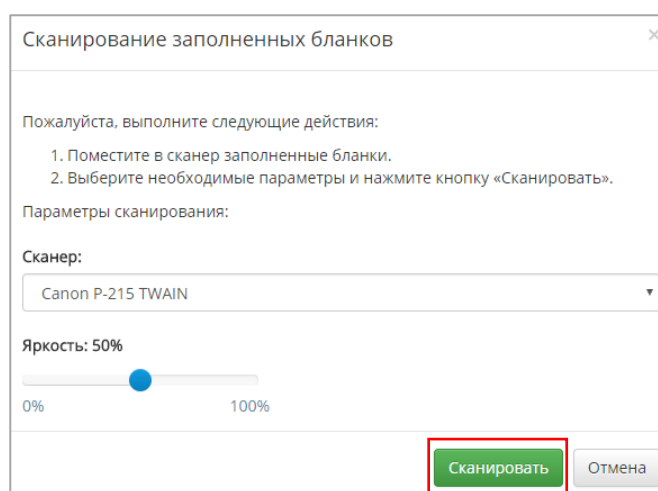 Сканирование заполненных бланков
×
Пожалуйста, выполните следующие действия:
1. Поместите в сканер заполненные бланки.
2. Выберите необходимые параметры и нажмите кнопку «Сканировать».
Параметры сканирования:
Сканер:
Canon P-215 TWAIN
Яркость: 50%
0% 100%
Сканировать Отмена